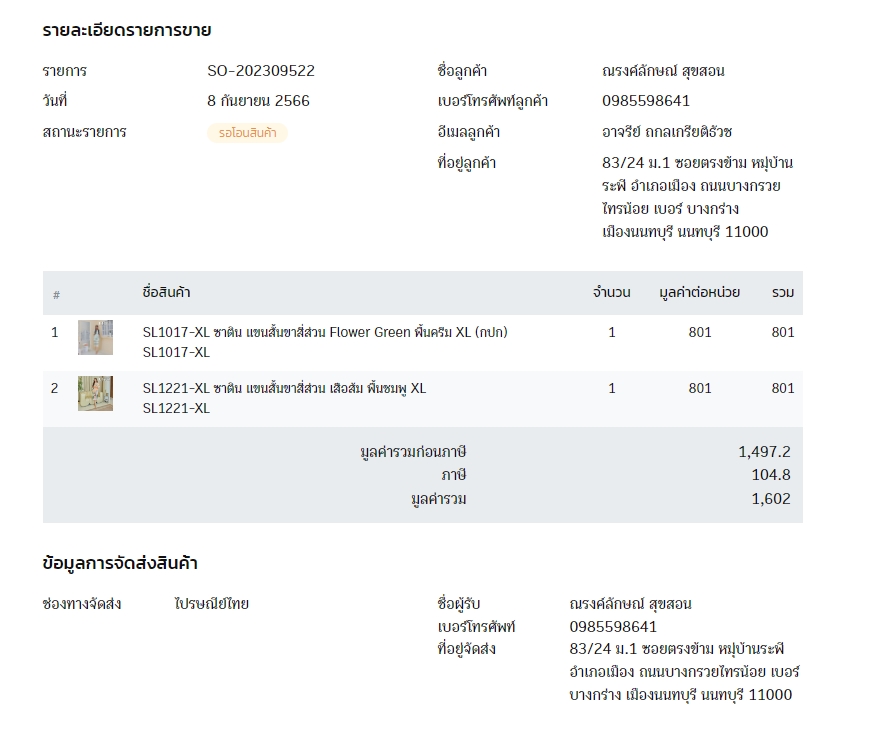 รายละเอียดรายการขาย
รายการ SO-202309522 ชื่อลูกค้า ณรงค์ลักษณ์ สุขสอน
วันที่ 8 กันยายน 2566 เบอร์โทรศัพท์ลูกค้า 0985598641
สถานะรายการ รอโอนสินค้า อีเมลลูกค้า อาจรีย์ ถกลเกรียติธัวช
ที่อยู่ลูกค้า 83/24 ม.1 ซอยตรงข้าม หมุ่บ้าน
ระฟี อำเภอเมือง ถนนบางกรวย
ไทรน้อย เบอร์ บางกร่าง
เมืองนนทบุรี นนทบุรี 11000
# ชื่อสินค้า จำนวน มูลค่าต่อหน่วย รวม
1 SL1017-XL ซาติน แขนสั้นขาสี่ส่วน Flower Green พื้นครีม XL (กปก) 1 801 801
SL1017-XL
2 SL1221-XL ซาติน แขนสั้นขาสี่ส่วน เสือส้ม พื้นชมพู XL 1 801 801
SL1221-XL
มูลค่ารวมก่อนภาษี 1,497.2
ภาษี 104.8
มูลค่ารวม 1,602
ข้อมูลการจัดส่งสินค้า
ช่องทางจัดส่ง ไปรษณีย์ไทย ชื่อผู้รับ ณรงค์ลักษณ์ สุขสอน
เบอร์โทรศัพท์ 0985598641
ที่อยู่จัดส่ง 83/24 ม.1 ซอยตรงข้าม หมุ่บ้านระฟี
อำเภอเมือง ถนนบางกรวยไทรน้อย เบอร์
บางกร่าง เมืองนนทบุรี นนทบุรี 11000